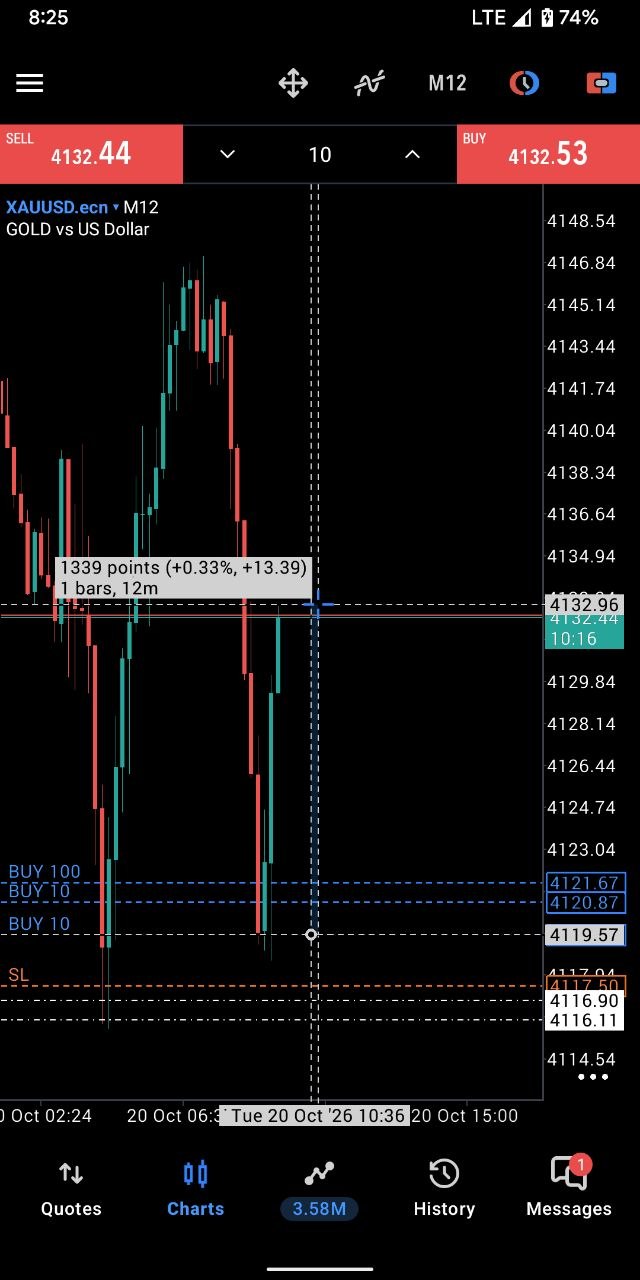 8:25
LTE 74%
M12
SELL
4132.44
10
BUY
4132.53
XAUUSD.ecn ▾ M12
GOLD vs US Dollar
4148.54
4146.84
4145.14
4143.44
4141.74
4140.04
4138.34
4136.64
4134.94
1339 points (+0.33%, +13.39)
1 bars, 12m
4132.96
4132.44
10:16
4129.84
4128.14
4126.44
4124.74
4123.04
BUY 100
4121.67
BUY 10
4120.87
BUY 10
4119.57
SL
4117.50
4116.90
4116.11
4114.54
0 Oct 02:24
20 Oct 06:3
Tue 20 Oct '26 10:36
20 Oct 15:00
1
Quotes
Charts
3.58M
History
Messages